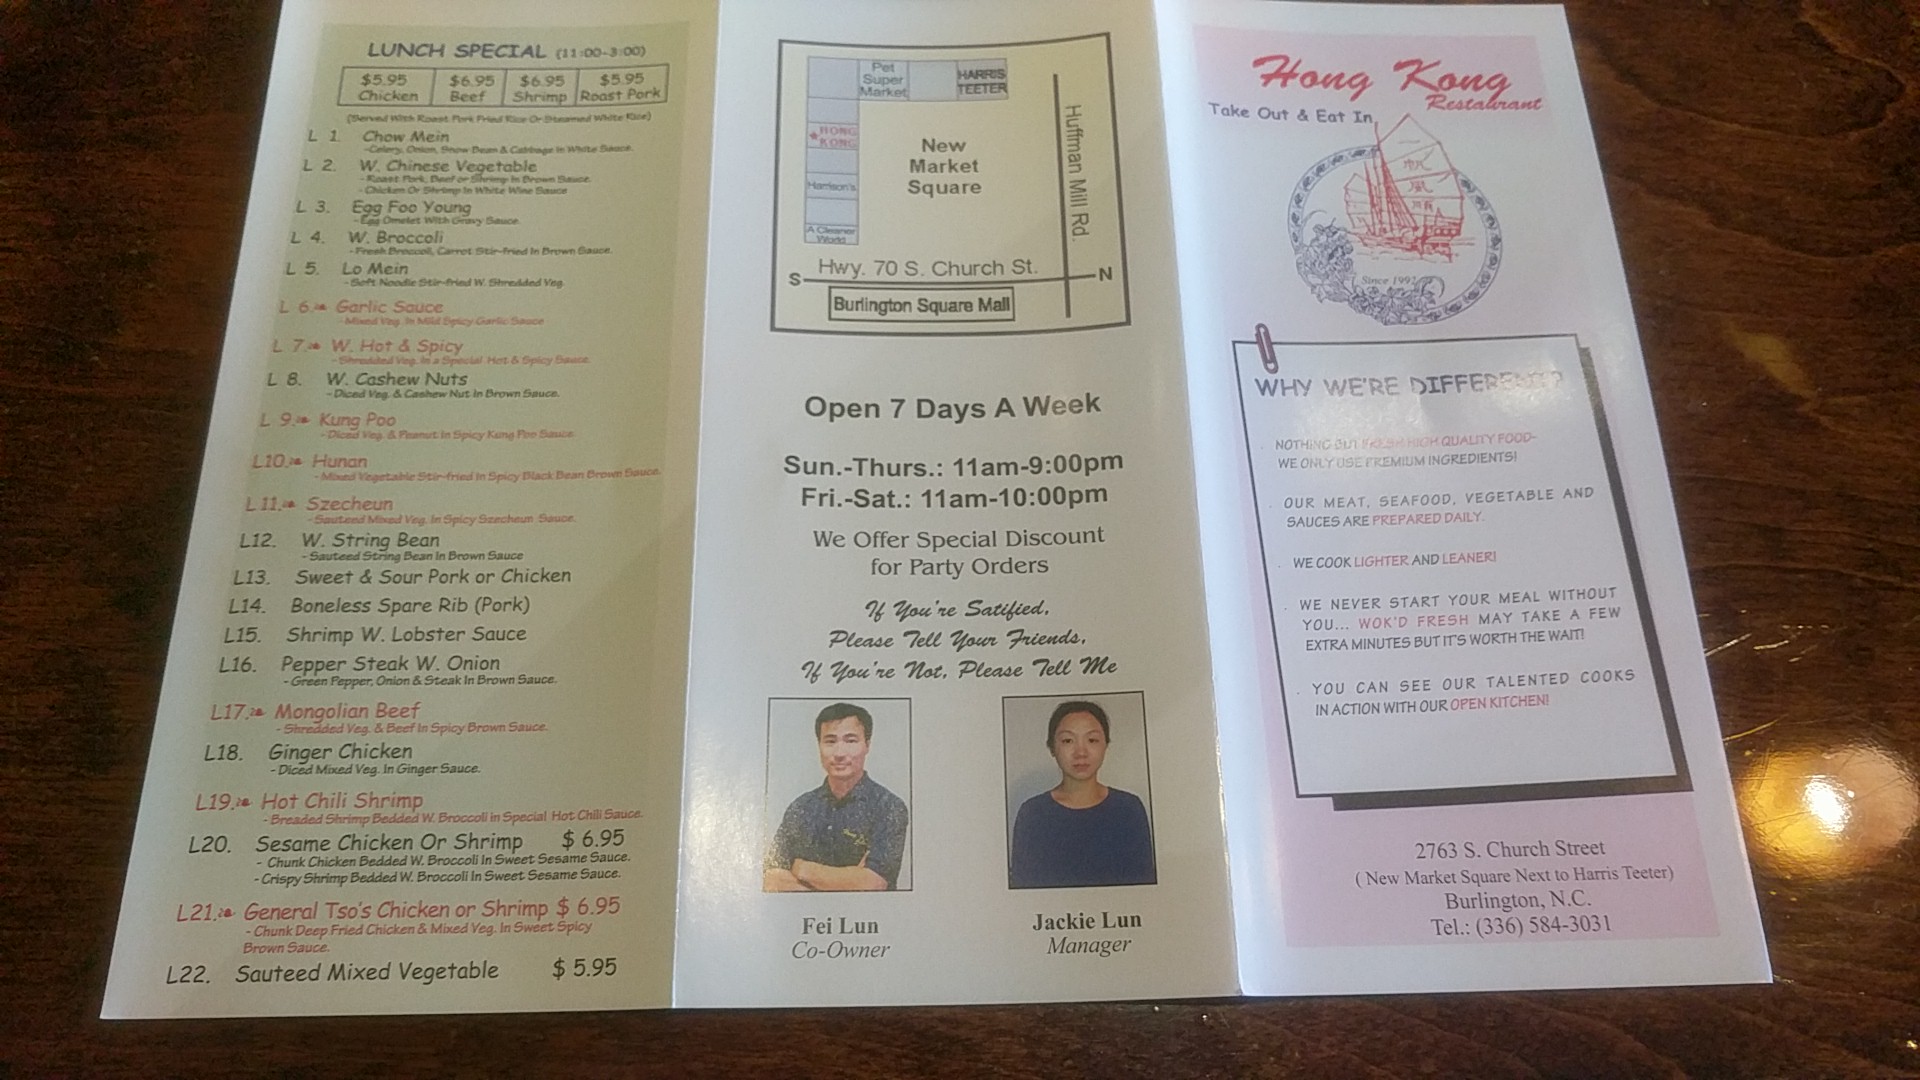 LUNCH SPECIAL (11:00-3:00)
$5.95 Chicken
$6.95 Beef
$6.95 Shrimp
$5.95 Roast Pork
(Served With Roast Pork Fried Rice Or Steamed White Rice)
L 1. Chow Mein
-Celery, Onion, Snow Bean & Cabbage In White Sauce.
L 2. W. Chinese Vegetable
- Roast Pork, Beef or Shrimp In Brown Sauce.
- Chicken Or Shrimp In White Wine Sauce
L 3. Egg Foo Young
- Egg Omelet With Gravy Sauce
L 4. W. Broccoli
- Fresh Broccoli, Carrot Stir-fried In Brown Sauce.
L 5. Lo Mein
- Soft Noodle Stir-fried W. Shredded Veg.
L 6. Garlic Sauce
- Mixed Veg. In Mild Spicy Garlic Sauce
L 7. W. Hot & Spicy
- Shredded Veg. In a Special Hot & Spicy Sauce.
L 8. W. Cashew Nuts
- Diced Veg. & Cashew Nut In Brown Sauce.
L 9. Kung Poo
- Diced Veg. & Peanut In Spicy Kung Poo Sauce.
L10. Hunan
- Mixed Vegetable Stir-fried In Spicy Black Bean Brown Sauce.
L11. Szecheun
- Sauteed Mixed Veg. In Spicy Szecheun Sauce.
L12. W. String Bean
- Sauteed String Bean In Brown Sauce
L13. Sweet & Sour Pork or Chicken
L14. Boneless Spare Rib (Pork)
L15. Shrimp W. Lobster Sauce
L16. Pepper Steak W. Onion
- Green Pepper, Onion & Steak In Brown Sauce.
L17. Mongolian Beef
- Shredded Veg. & Beef In Spicy Brown Sauce.
L18. Ginger Chicken
- Diced Mixed Veg. In Ginger Sauce.
L19. Hot Chili Shrimp
- Breaded Shrimp Bedded W. Broccoli in Special Hot Chili Sauce.
L20. Sesame Chicken Or Shrimp $ 6.95
- Chunk Chicken Bedded W. Broccoli In Sweet Sesame Sauce.
- Crispy Shrimp Bedded W. Broccoli In Sweet Sesame Sauce.
L21. General Tso's Chicken or Shrimp $ 6.95
- Chunk Deep Fried Chicken & Mixed Veg. In Sweet Spicy
Brown Sauce.
L22. Sauteed Mixed Vegetable $ 5.95
Pet
Super
Market
HARRIS
TEETER
HONG
KONG
Harrison's
A Cleaner
World
New
Market
Square
Huffman Mill Rd.
Hwy. 70 S. Church St.
S N
Burlington Square Mall
Open 7 Days A Week
Sun.-Thurs.: 11am-9:00pm
Fri.-Sat.: 11am-10:00pm
We Offer Special Discount
for Party Orders
If You're Satified,
Please Tell Your Friends,
If You're Not, Please Tell Me
Fei Lun
Co-Owner
Jackie Lun
Manager
Hong Kong
Restaurant
Take Out & Eat In
一
帆
風
順
Since 1997
WHY WE'RE DIFFERENT?
NOTHING BUT FRESH HIGH QUALITY FOOD-
WE ONLY USE PREMIUM INGREDIENTS!
OUR MEAT, SEAFOOD, VEGETABLE AND
SAUCES ARE PREPARED DAILY.
WE COOK LIGHTER AND LEANER!
WE NEVER START YOUR MEAL WITHOUT
YOU... WOK'D FRESH MAY TAKE A FEW
EXTRA MINUTES BUT IT'S WORTH THE WAIT!
YOU CAN SEE OUR TALENTED COOKS
IN ACTION WITH OUR OPEN KITCHEN!
2763 S. Church Street
( New Market Square Next to Harris Teeter)
Burlington, N.C.
Tel.: (336) 584-3031